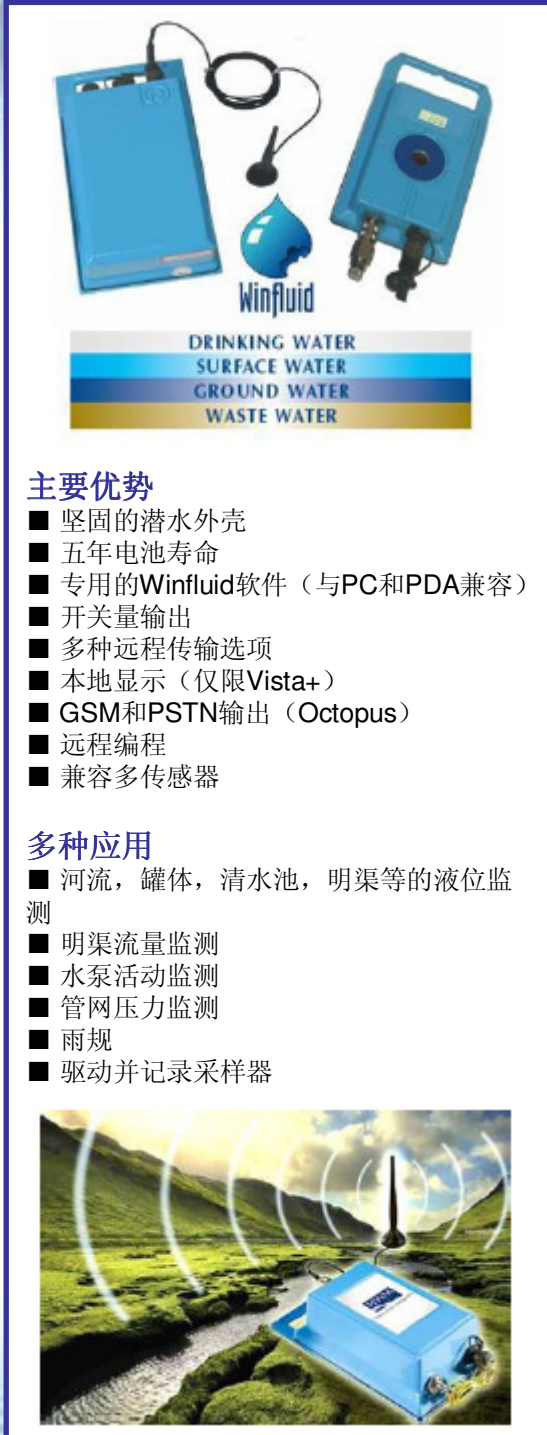 Winfluid
DRINKING WATER
SURFACE WATER
GROUND WATER
WASTE WATER
主要优势
■ 坚固的潜水外壳
■ 五年电池寿命
■ 专用的Winfluid软件（与PC和PDA兼容）
■ 开关量输出
■ 多种远程传输选项
■ 本地显示（仅限Vista+）
■ GSM和PSTN输出（Octopus）
■ 远程编程
■ 兼容多传感器
多种应用
■ 河流，罐体，清水池，明渠等的液位监
测
■ 明渠流量监测
■ 水泵活动监测
■ 管网压力监测
■ 雨规
■ 驱动并记录采样器